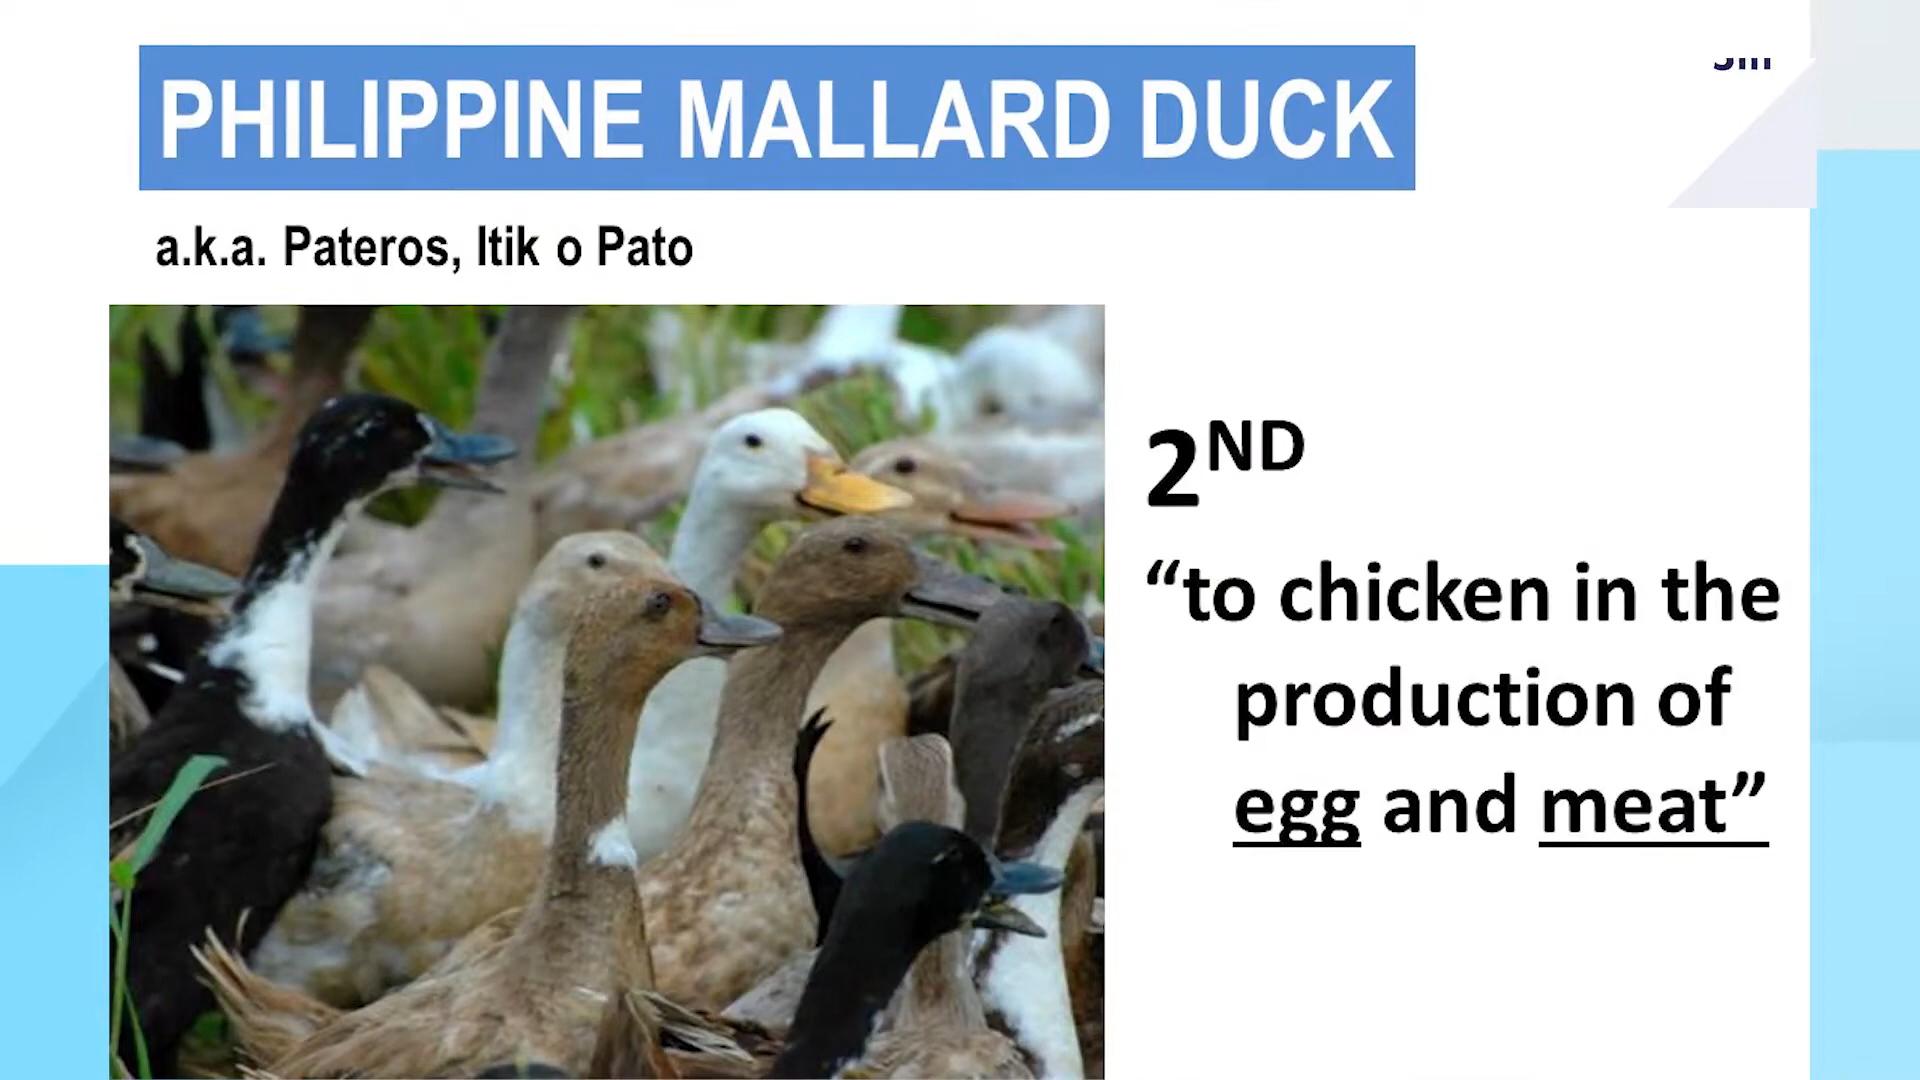 PHILIPPINE MALLARD DUCK
a.k.a. Pateros, Itik o Pato
2ND
“to chicken in the
production of
egg and meat”